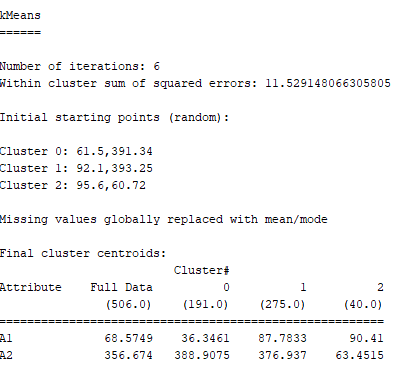 kMeans
======
Number of iterations: 6
Within cluster sum of squared errors: 11.529148066305805
Initial starting points (random):
Cluster 0: 61.5,391.34
Cluster 1: 92.1,393.25
Cluster 2: 95.6,60.72
Missing values globally replaced with mean/mode
Final cluster centroids:
Cluster#
Attribute Full Data 0 1 2
(506.0) (191.0) (275.0) (40.0)
=========================================================
A1 68.5749 36.3461 87.7833 90.41
A2 356.674 388.9075 376.937 63.4515